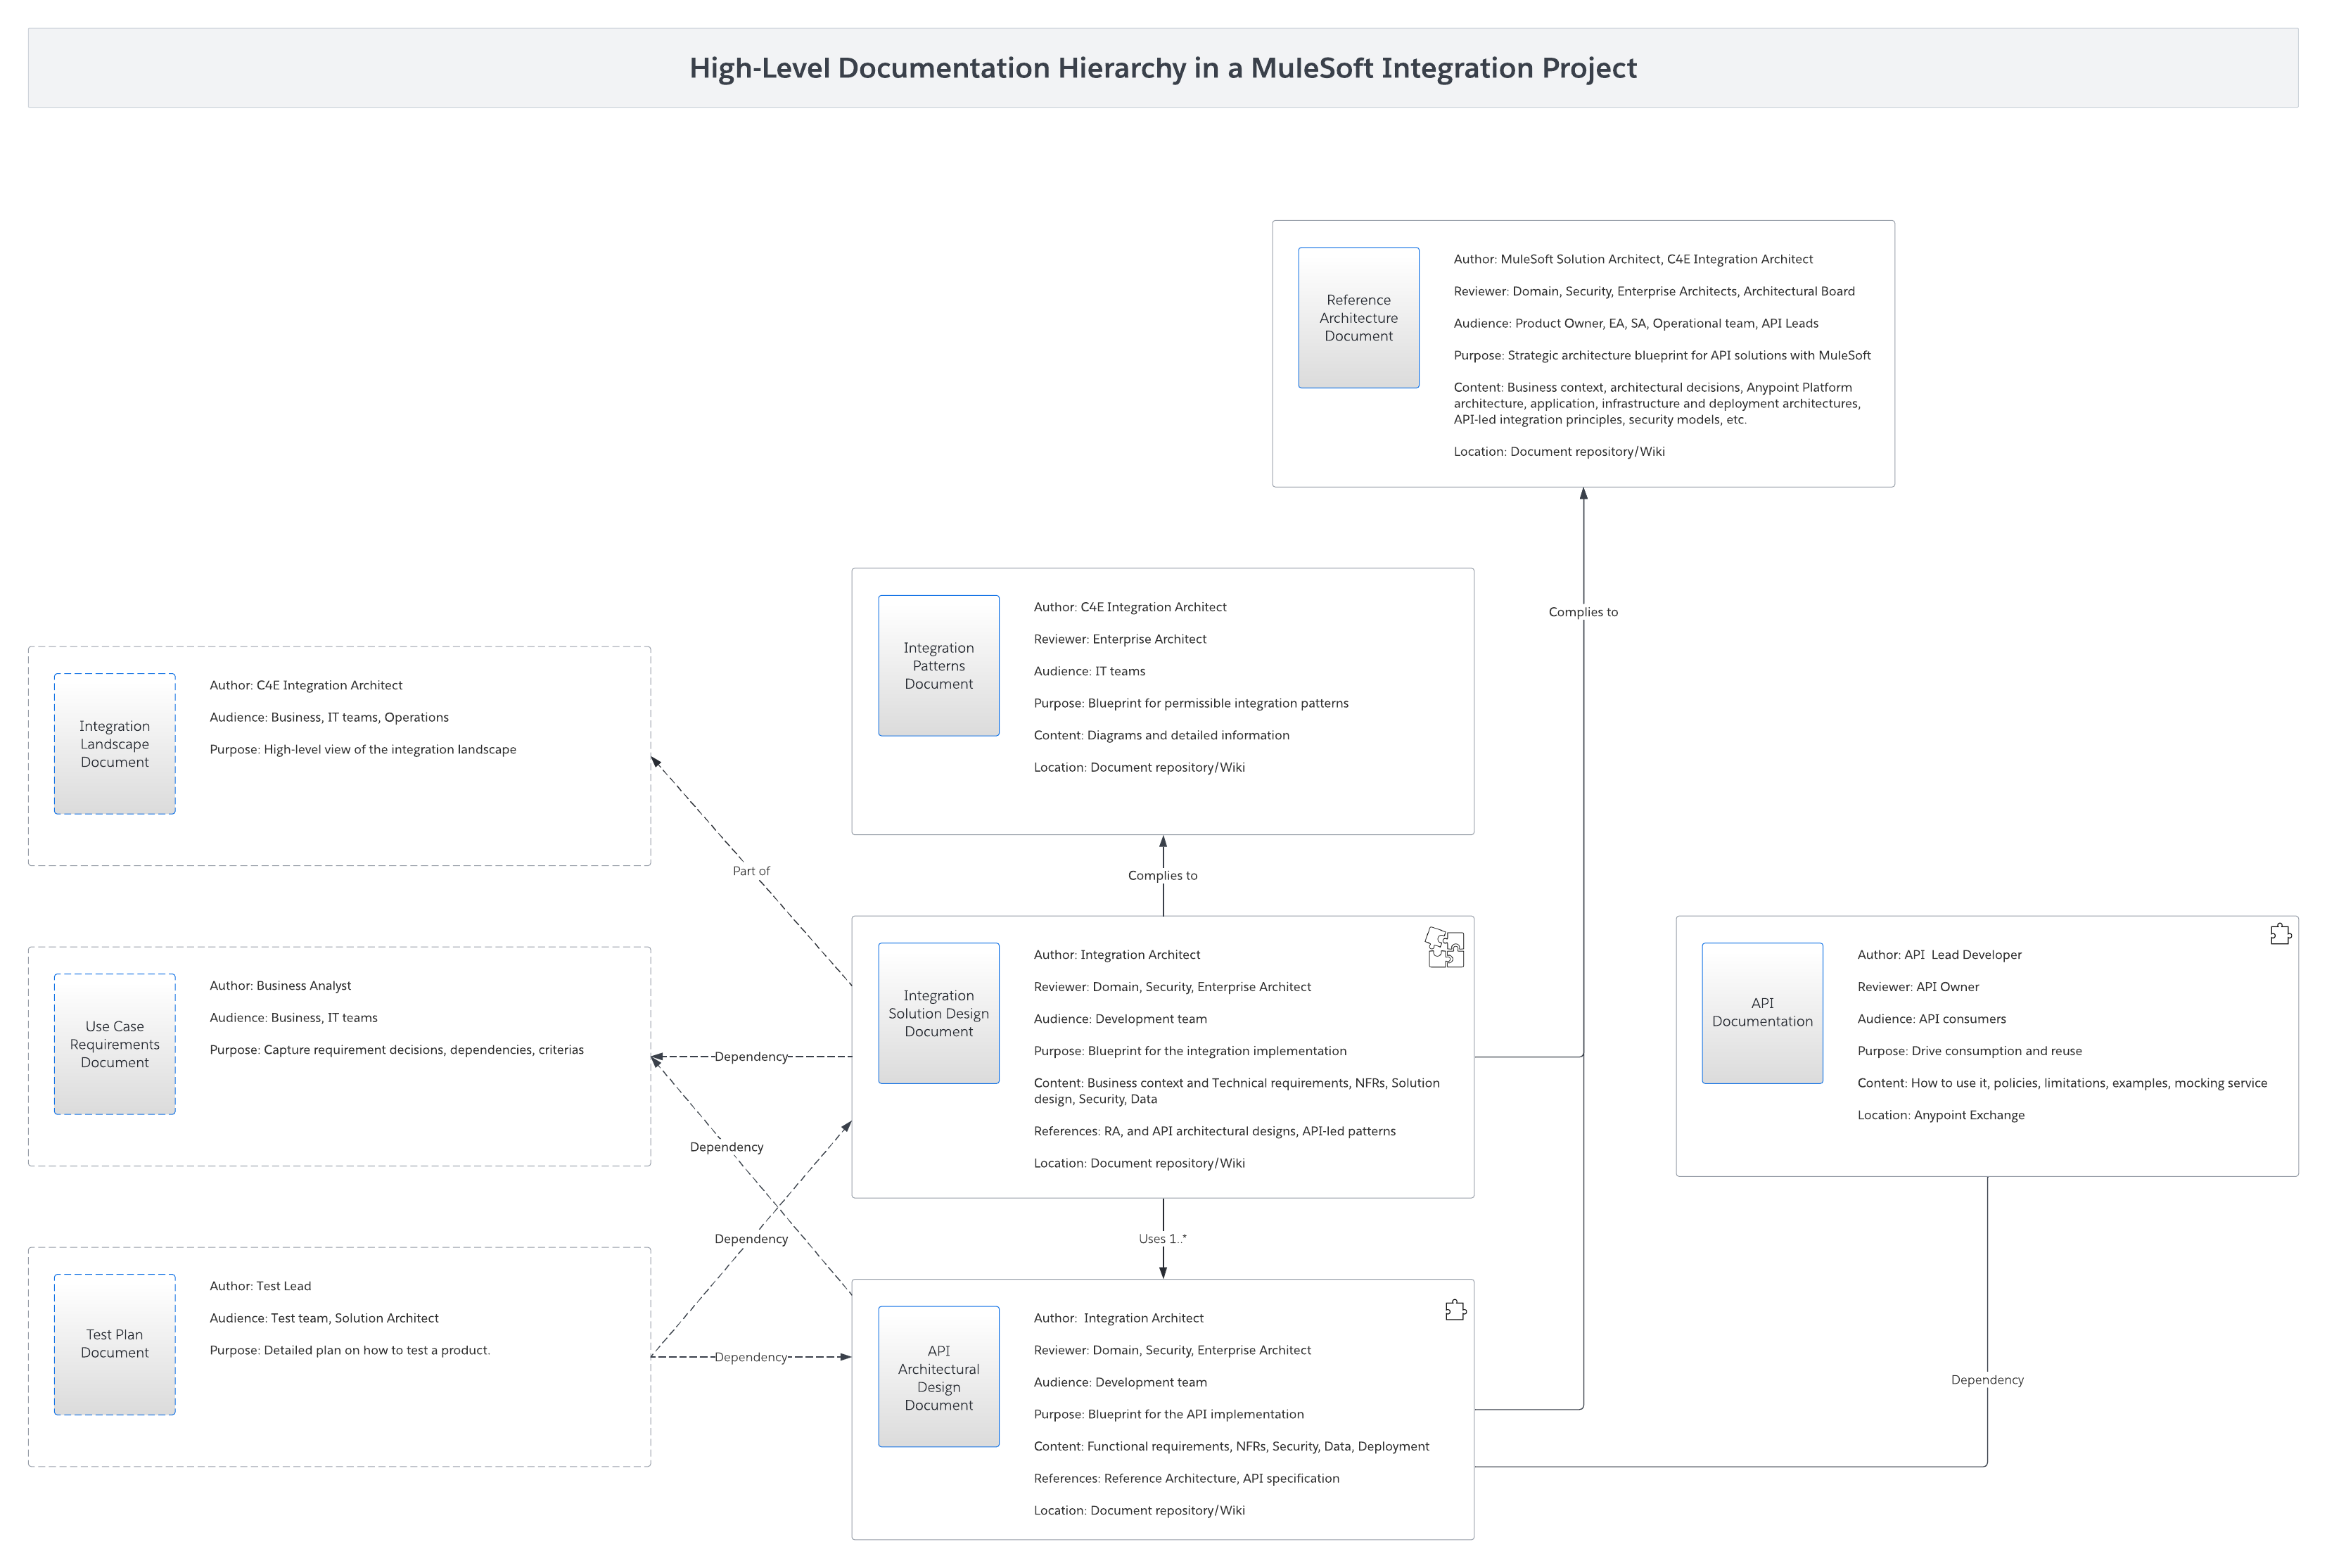 High-Level Documentation Hierarchy in a MuleSoft Integration Project
Reference
Architecture
Document
Author: MuleSoft Solution Architect, C4E Integration Architect
Reviewer: Domain, Security, Enterprise Architects, Architectural Board
Audience: Product Owner, EA, SA, Operational team, API Leads
Purpose: Strategic architecture blueprint for API solutions with MuleSoft
Content: Business context, architectural decisions, Anypoint Platform
architecture, application, infrastructure and deployment architectures,
API-led integration principles, security models, etc.
Location: Document repository/Wiki
Complies to
Integration
Patterns
Document
Author: C4E Integration Architect
Reviewer: Enterprise Architect
Audience: IT teams
Purpose: Blueprint for permissible integration patterns
Content: Diagrams and detailed information
Location: Document repository/Wiki
Integration
Landscape
Document
Author: C4E Integration Architect
Audience: Business, IT teams, Operations
Purpose: High-level view of the integration landscape
Part of
Complies to
Use Case
Requirements
Document
Author: Business Analyst
Audience: Business, IT teams
Purpose: Capture requirement decisions, dependencies, criterias
Dependency
Integration
Solution Design
Document
Author: Integration Architect
Reviewer: Domain, Security, Enterprise Architect
Audience: Development team
Purpose: Blueprint for the integration implementation
Content: Business context and Technical requirements, NFRs, Solution
design, Security, Data
References: RA, and API architectural designs, API-led patterns
Location: Document repository/Wiki
API
Documentation
Author: API  Lead Developer
Reviewer: API Owner
Audience: API consumers
Purpose: Drive consumption and reuse
Content: How to use it, policies, limitations, examples, mocking service
Location: Anypoint Exchange
Dependency
Dependency
Uses 1..*
Test Plan
Document
Author: Test Lead
Audience: Test team, Solution Architect
Purpose: Detailed plan on how to test a product.
Dependency
API
Architectural
Design
Document
Author:  Integration Architect
Reviewer: Domain, Security, Enterprise Architect
Audience: Development team
Purpose: Blueprint for the API implementation
Content: Functional requirements, NFRs, Security, Data, Deployment
References: Reference Architecture, API specification
Location: Document repository/Wiki
Dependency